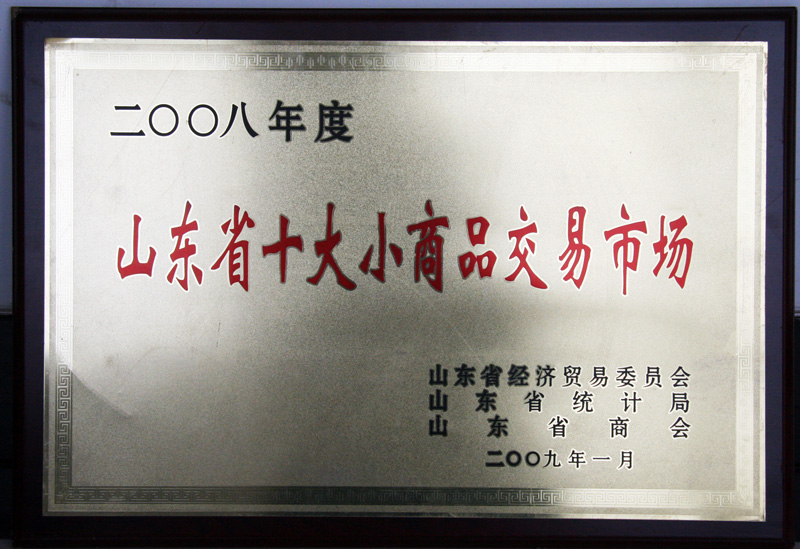 二〇〇八年度
山东省十大小商品交易市场
山东省经济贸易委员会
山东省统计局
山东省商会
二〇〇九年一月